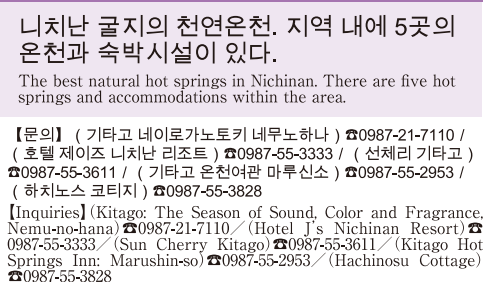 니치난 굴지의 천연온천. 지역 내에 5곳의
온천과 숙박시설이 있다.
The best natural hot springs in Nichinan. There are five hot
springs and accommodations within the area.
【문의】 ( 기타고 네이로가노토키 네무노하나 ) ☎0987-21-7110 /
( 호텔 제이즈 니치난 리조트 ) ☎0987-55-3333 / ( 선체리 기타고 )
☎0987-55-3611 / ( 기타고 온천여관 마루신소 ) ☎0987-55-2953 /
( 하치노스 코티지 ) ☎0987-55-3828
【Inquiries】(Kitago: The Season of Sound, Color and Fragrance,
Nemu-no-hana)☎0987-21-7110／(Hotel J's Nichinan Resort)☎
0987-55-3333／(Sun Cherry Kitago)☎0987-55-3611／(Kitago Hot
Springs Inn: Marushin-so)☎0987-55-2953／(Hachinosu Cottage)
☎0987-55-3828